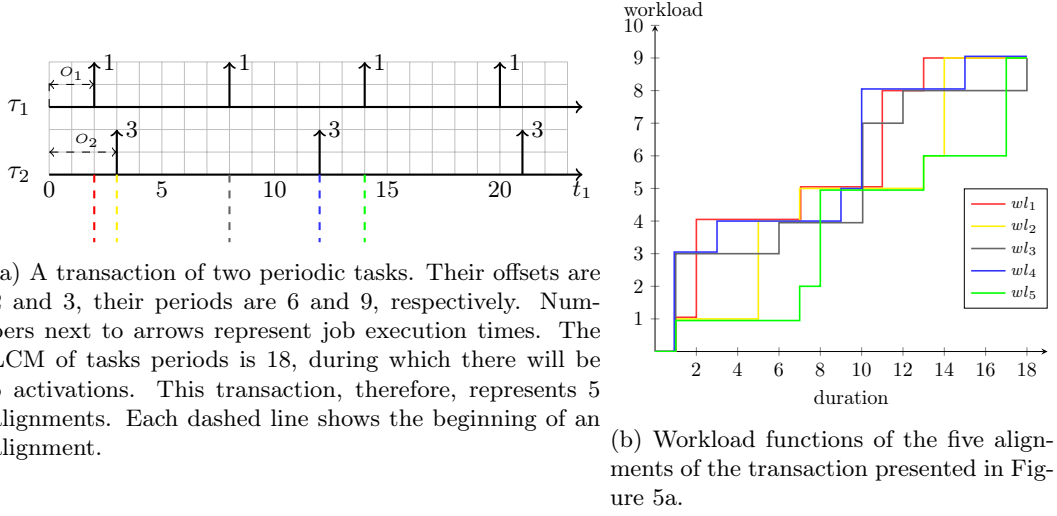 o1 1 1 1 1
τ1
o2 3 3 3
τ2
0 5 10 15 20 t1
a) A transaction of two periodic tasks. Their offsets are
2 and 3, their periods are 6 and 9, respectively. Num-
bers next to arrows represent job execution times. The
LCM of tasks periods is 18, during which there will be
activations. This transaction, therefore, represents 5
alignments. Each dashed line shows the beginning of an
alignment.
workload
10
9
8
7
6
5
4
3
2
1
wl1
wl2
wl3
wl4
wl5
2 4 6 8 10 12 14 16 18
duration
(b) Workload functions of the five align-
ments of the transaction presented in Fig-
ure 5a.